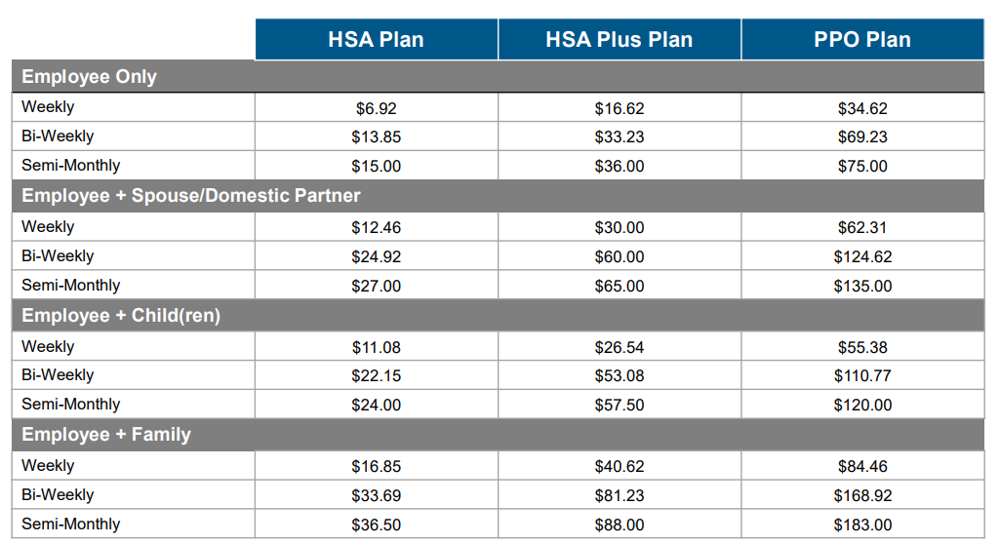 HSA Plan HSA Plus Plan PPO Plan
Employee Only
Weekly $6.92 $16.62 $34.62
Bi-Weekly $13.85 $33.23 $69.23
Semi-Monthly $15.00 $36.00 $75.00
Employee + Spouse/Domestic Partner
Weekly $12.46 $30.00 $62.31
Bi-Weekly $24.92 $60.00 $124.62
Semi-Monthly $27.00 $65.00 $135.00
Employee + Child(ren)
Weekly $11.08 $26.54 $55.38
Bi-Weekly $22.15 $53.08 $110.77
Semi-Monthly $24.00 $57.50 $120.00
Employee + Family
Weekly $16.85 $40.62 $84.46
Bi-Weekly $33.69 $81.23 $168.92
Semi-Monthly $36.50 $88.00 $183.00